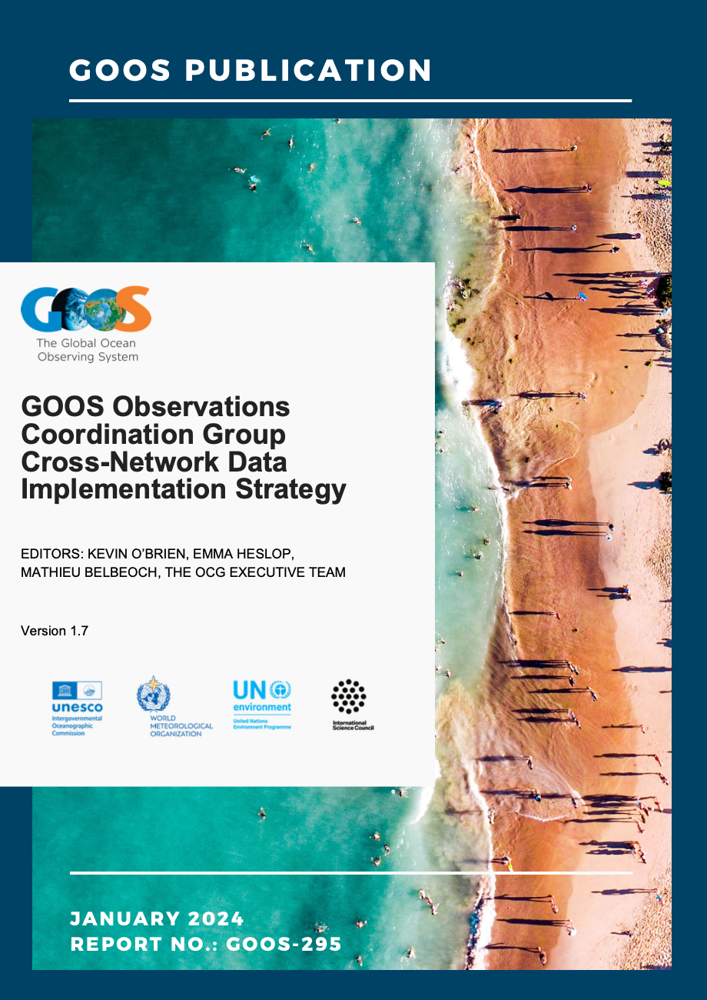 GOOS PUBLICATION
GOOS
The Global Ocean
Observing System
GOOS Observations
Coordination Group
Cross-Network Data
Implementation Strategy
EDITORS: KEVIN O'BRIEN, EMMA HESLOP,
MATHIEU BELBEOCH, THE OCG EXECUTIVE TEAM
Version 1.7
unesco
Intergovernmental
Oceanographic
Commission
WORLD
METEOROLOGICAL
ORGANIZATION
UN
environment
United Nations
Environment Programme
International
Science Council
JANUARY 2024
REPORT NO.: GOOS-295